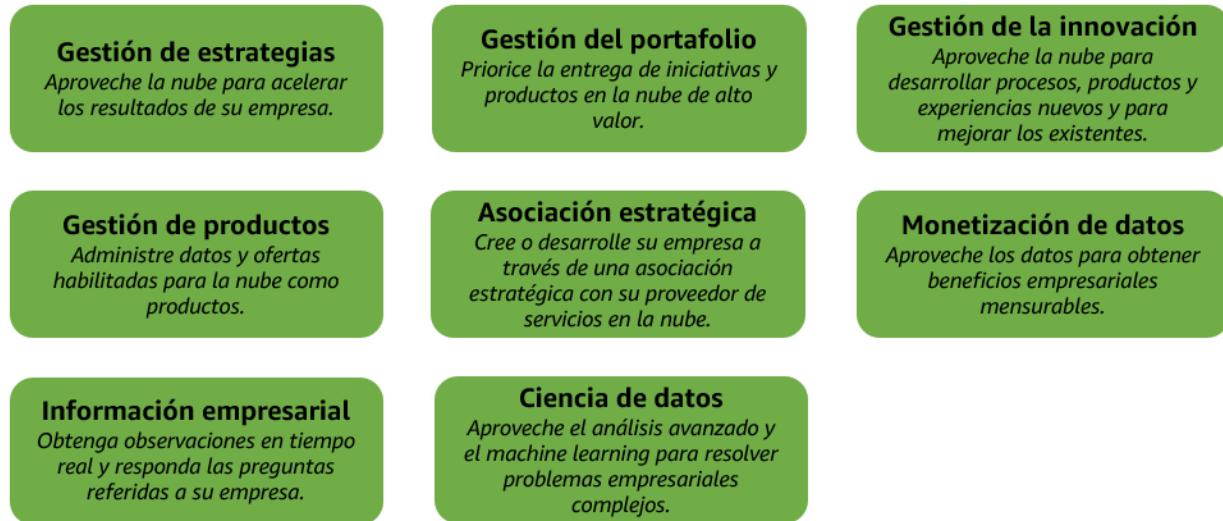 Gestión de estrategias
Aproveche la nube para acelerar
los resultados de su empresa.
Gestión del portafolio
Priorice la entrega de iniciativas y
productos en la nube de alto
valor.
Gestión de la innovación
Aproveche la nube para
desarrollar procesos, productos y
experiencias nuevos y para
mejorar los existentes.
Gestión de productos
Administre datos y ofertas
habilitadas para la nube como
productos.
Asociación estratégica
Cree o desarrolle su empresa a
través de una asociación
estratégica con su proveedor de
servicios en la nube.
Monetización de datos
Aproveche los datos para obtener
beneficios empresariales
mensurables.
Información empresarial
Obtenga observaciones en tiempo
real y responda las preguntas
referidas a su empresa.
Ciencia de datos
Aproveche el análisis avanzado y
el machine learning para resolver
problemas empresariales
complejos.